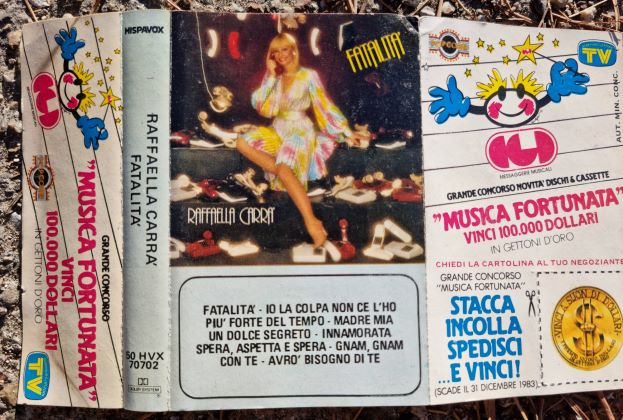 GRANDE CONCORSO
"MUSICA FORTUNATA"
VINCI
100.000 DOLLARI
IN GETTONI D'ORO
TV
HISPAVOX
RAFFAELLA CARRA'
FATALITA'
50 HVX
70702
DOLBY SYSTEM
FATALITA'
RAFFAELLA CARRA'
FATALITA' - IO LA COLPA NON CE L'HO
PIU' FORTE DEL TEMPO - MADRE MIA
UN DOLCE SEGRETO - INNAMORATA
SPERA, ASPETTA E SPERA - GNAM, GNAM
CON TE - AVRO' BISOGNO DI TE
TV
AUT. MIN. CONC.
MESSAGGERIE MUSICALI
GRANDE CONCORSO NOVITA' DISCHI & CASSETTE
"MUSICA FORTUNATA"
VINCI 100.000 DOLLARI
IN GETTONI D'ORO
CHIEDI LA CARTOLINA AL TUO NEGOZIANTE
GRANDE CONCORSO
"MUSICA FORTUNATA"
STACCA
INCOLLA
SPEDISCI
...E VINCI!
(SCADE IL 31 DICEMBRE 1983)
VINCI A SUON DI DOLLARI